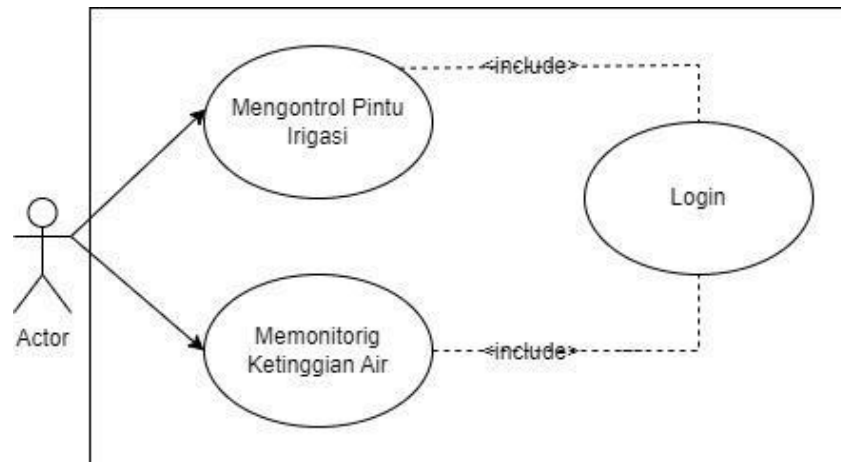 <include>
Mengontrol Pintu
Irigasi
Login
Actor
Memonitorig
Ketinggian Air
<include>